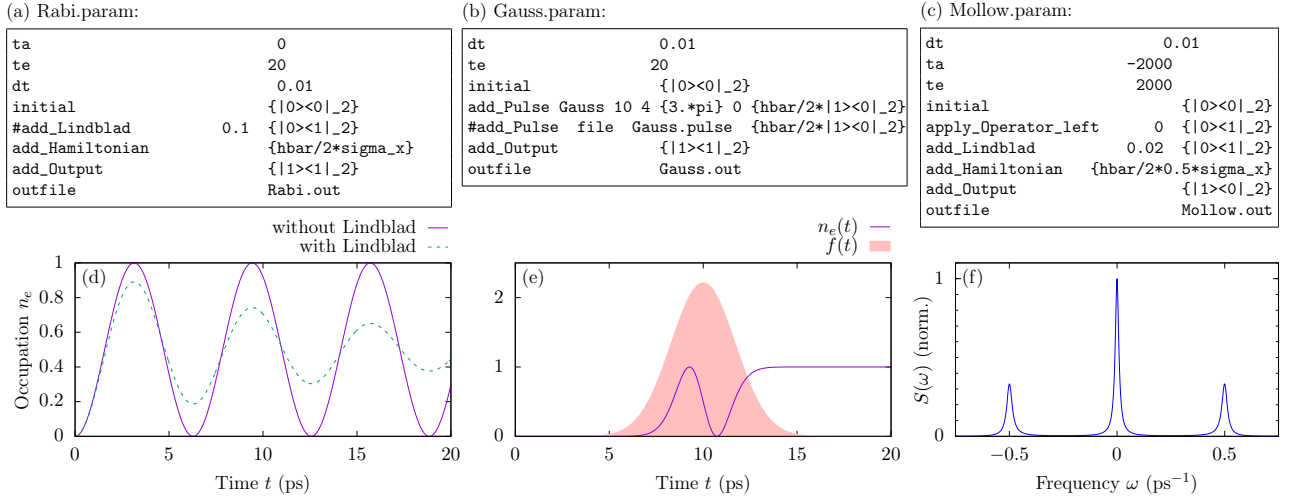 (a) Rabi.param:
ta 0
te 20
dt 0.01
initial {|0><0|_2}
#add_Lindblad 0.1 {|0><1|_2}
add_Hamiltonian {hbar/2*sigma_x}
add_Output {|1><1|_2}
outfile Rabi.out
(b) Gauss.param:
dt 0.01
te 20
initial {|0><0|_2}
add_Pulse Gauss 10 4 {3.*pi} 0 {hbar/2*|1><0|_2}
#add_Pulse file Gauss.pulse {hbar/2*|1><0|_2}
add_Output {|1><1|_2}
outfile Gauss.out
(c) Mollow.param:
dt 0.01
ta -2000
te 2000
initial {|0><0|_2}
apply_Operator_left 0 {|0><1|_2}
add_Lindblad 0.02 {|0><1|_2}
add_Hamiltonian {hbar/2*0.5*sigma_x}
add_Output {|1><0|_2}
outfile Mollow.out
without Lindblad
with Lindblad
(d)
Occupation nₑ
1
0.8
0.6
0.4
0.2
0
0 5 10 15 20
Time t (ps)
nₑ(t)
f(t)
(e)
2
1
0
0 5 10 15 20
Time t (ps)
(f)
S(ω) (norm.)
1
0
−0.5 0 0.5
Frequency ω (ps⁻¹)